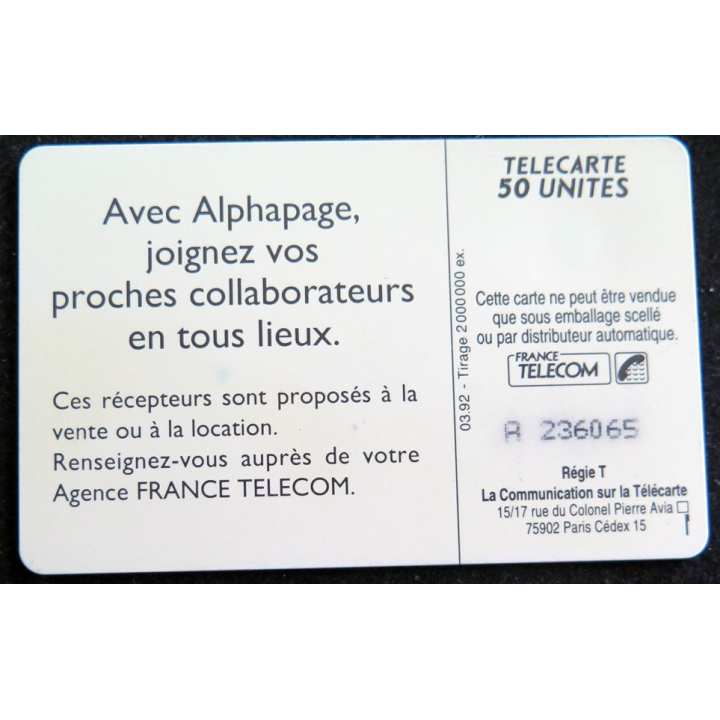 Avec Alphapage,
joignez vos
proches collaborateurs
en tous lieux.
Ces récepteurs sont proposés à la
vente ou à la location.
Renseignez-vous auprès de votre
Agence FRANCE TELECOM.
03.92 - Tirage 2 000 000 ex.
TELECARTE
50 UNITES
Cette carte ne peut être vendue
que sous emballage scellé
ou par distributeur automatique.
FRANCE
TELECOM
A 236065
Régie T
La Communication sur la Télécarte
15/17 rue du Colonel Pierre Avia
75902 Paris Cédex 15